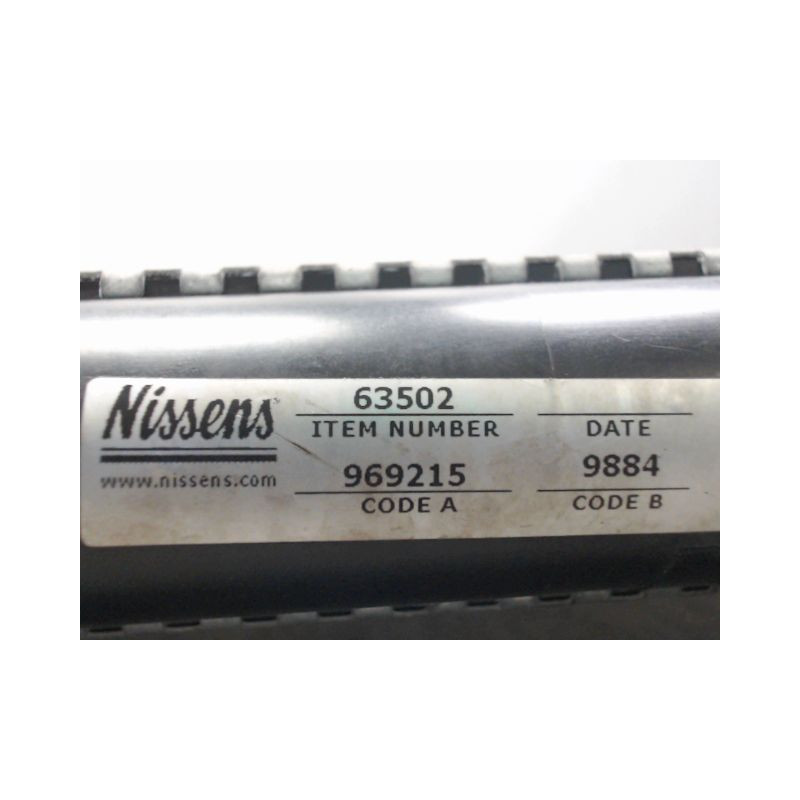 Nissens
www.nissens.com
63502
ITEM NUMBER
969215
CODE A
DATE
9884
CODE B